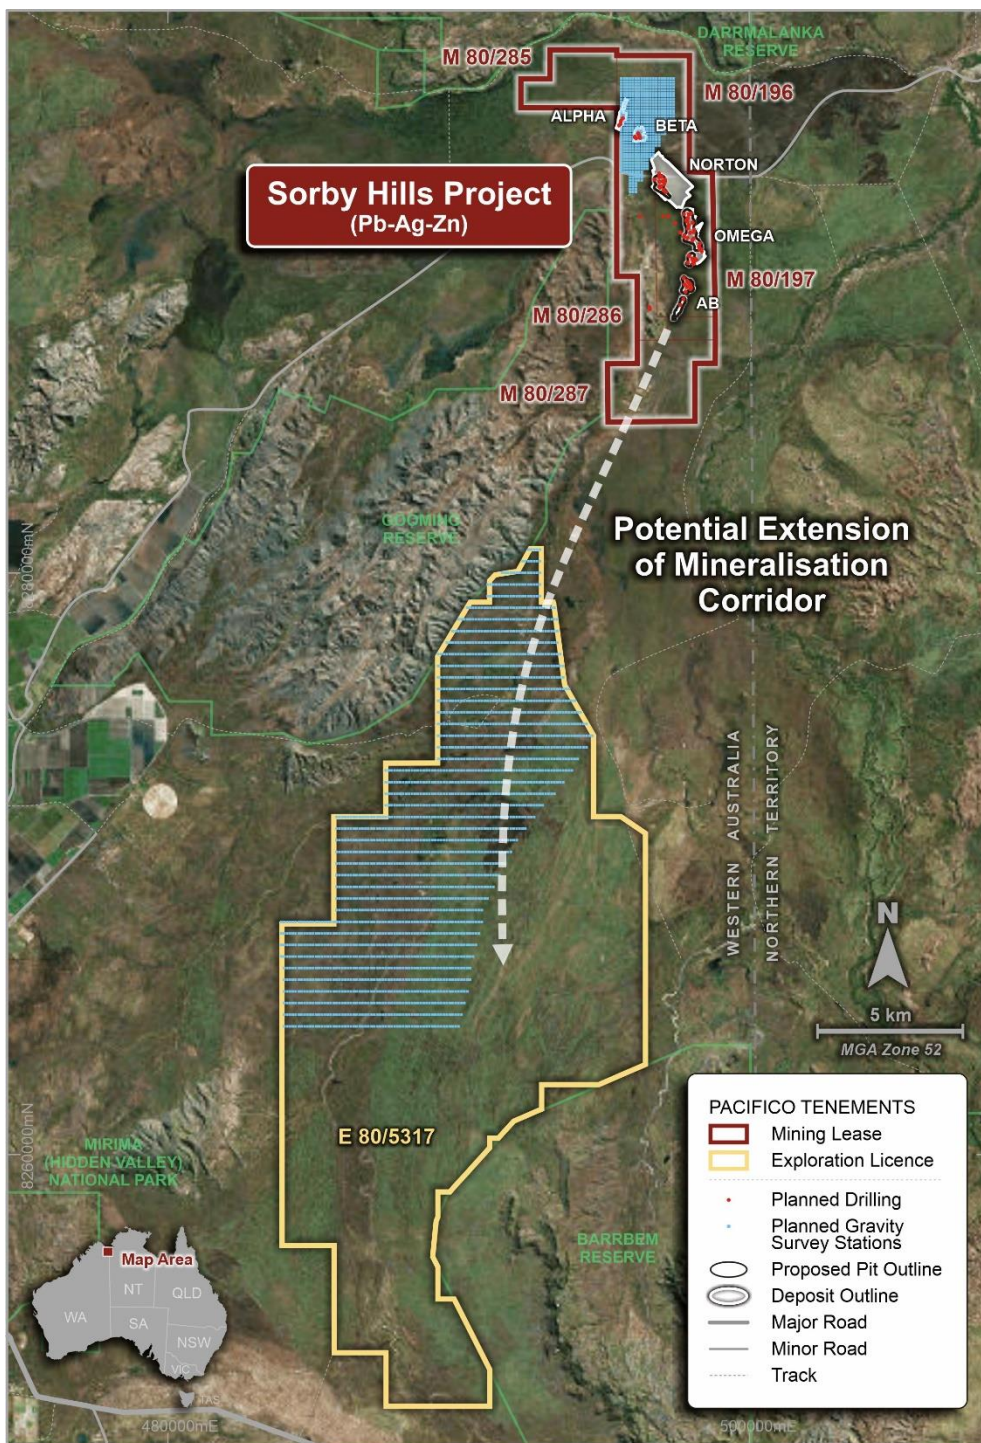 DARRMALANKA
RESERVE
M 80/285
M 80/196
ALPHA
BETA
NORTON
Sorby Hills Project
(Pb-Ag-Zn)
OMEGA
M 80/197
AB
M 80/286
M 80/287
GOOMING
RESERVE
Potential Extension
of Mineralisation
Corridor
8280000mN
WESTERN AUSTRALIA
NORTHERN TERRITORY
N
5 km
MGA Zone 52
E 80/5317
8260000mN
MIRIMA
(HIDDEN VALLEY)
NATIONAL PARK
BARRBEM
RESERVE
Map Area
WA
NT
QLD
SA
NSW
VIC
TAS
480000mE
500000mE
PACIFICO TENEMENTS
Mining Lease
Exploration Licence
Planned Drilling
Planned Gravity
Survey Stations
Proposed Pit Outline
Deposit Outline
Major Road
Minor Road
Track